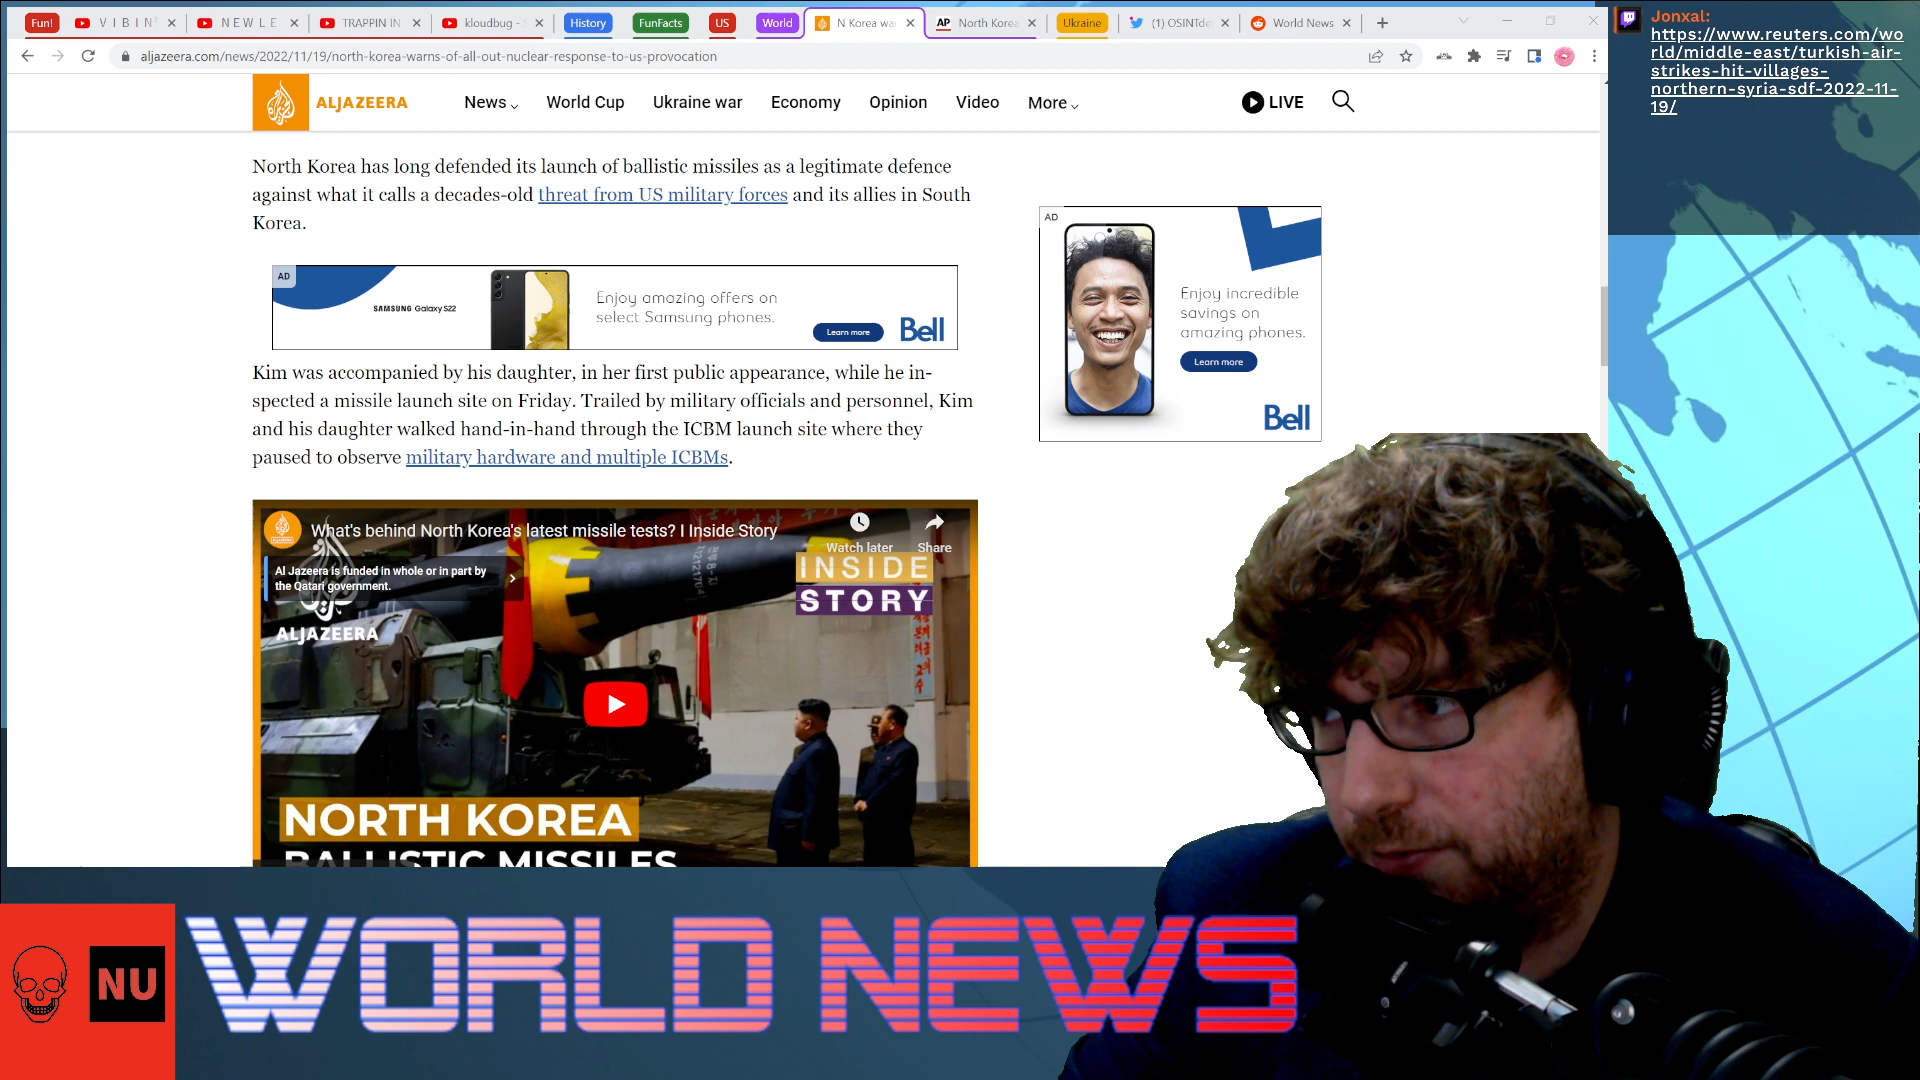 Fun!
V I B I N'
N E W L E
TRAPPIN IN
kloudbug -
History
FunFacts
US
World
N Korea wa
AP
North Korea
Ukraine
(1) OSINTde
World News
aljazeera.com/news/2022/11/19/north-korea-warns-of-all-out-nuclear-response-to-us-provocation
ALJAZEERA
News
World Cup
Ukraine war
Economy
Opinion
Video
More
LIVE
North Korea has long defended its launch of ballistic missiles as a legitimate defence
against what it calls a decades-old threat from US military forces and its allies in South
Korea.
AD
SAMSUNG Galaxy S22
Enjoy amazing offers on
select Samsung phones.
Learn more
Bell
Kim was accompanied by his daughter, in her first public appearance, while he in-
spected a missile launch site on Friday. Trailed by military officials and personnel, Kim
and his daughter walked hand-in-hand through the ICBM launch site where they
paused to observe military hardware and multiple ICBMs.
What's behind North Korea's latest missile tests? I Inside Story
Watch later
Share
Al Jazeera is funded in whole or in part by
the Qatari government.
INSIDE
STORY
ALJAZEERA
NORTH KOREA
BALLISTIC MISSILES
AD
Enjoy incredible
savings on
amazing phones.
Learn more
Bell
Jonxal:
https://www.reuters.com/wo
rld/middle-east/turkish-air-
strikes-hit-villages-
northern-syria-sdf-2022-11-
19/
NU
WORLD NEWS